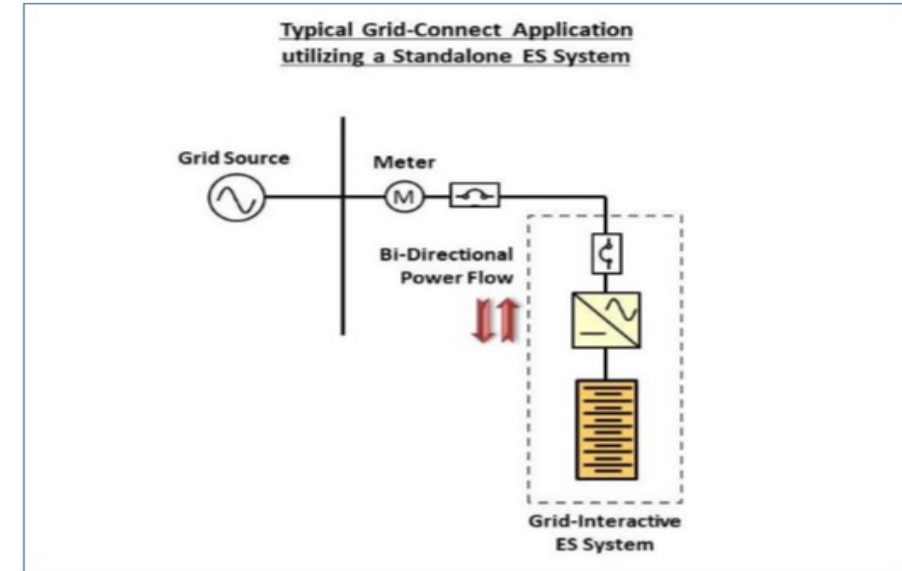 Typical Grid-Connect Application
utilizing a Standalone ES System
Grid Source
Meter
M
Bi-Directional
Power Flow
Grid-Interactive
ES System